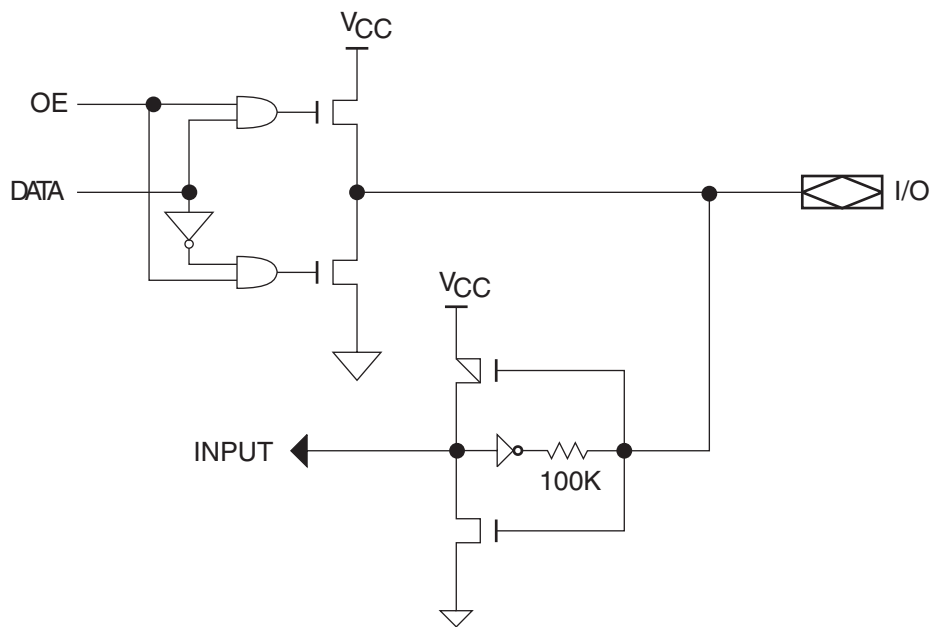 VCC
OE
DATA
I/O
VCC
INPUT
100K